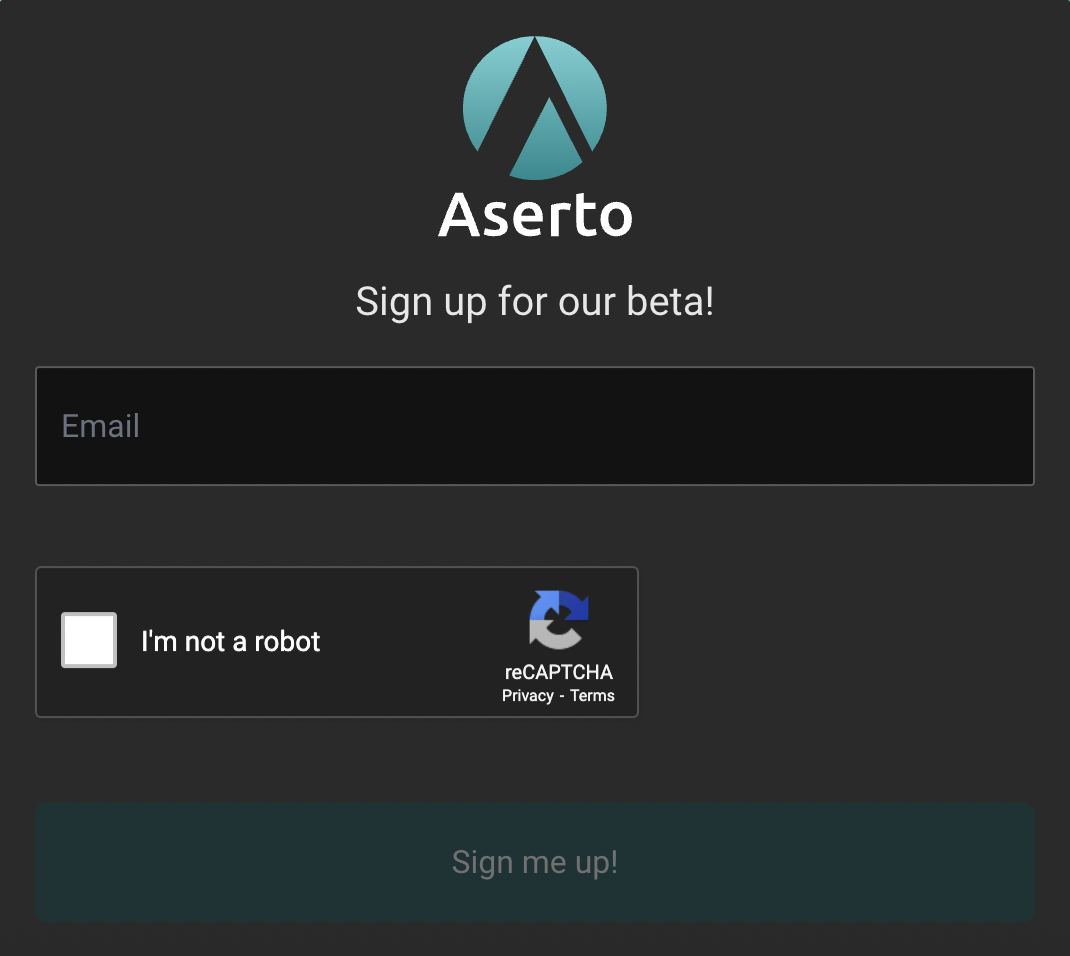 Aserto
Sign up for our beta!
Email
I'm not a robot
reCAPTCHA
Privacy - Terms
Sign me up!